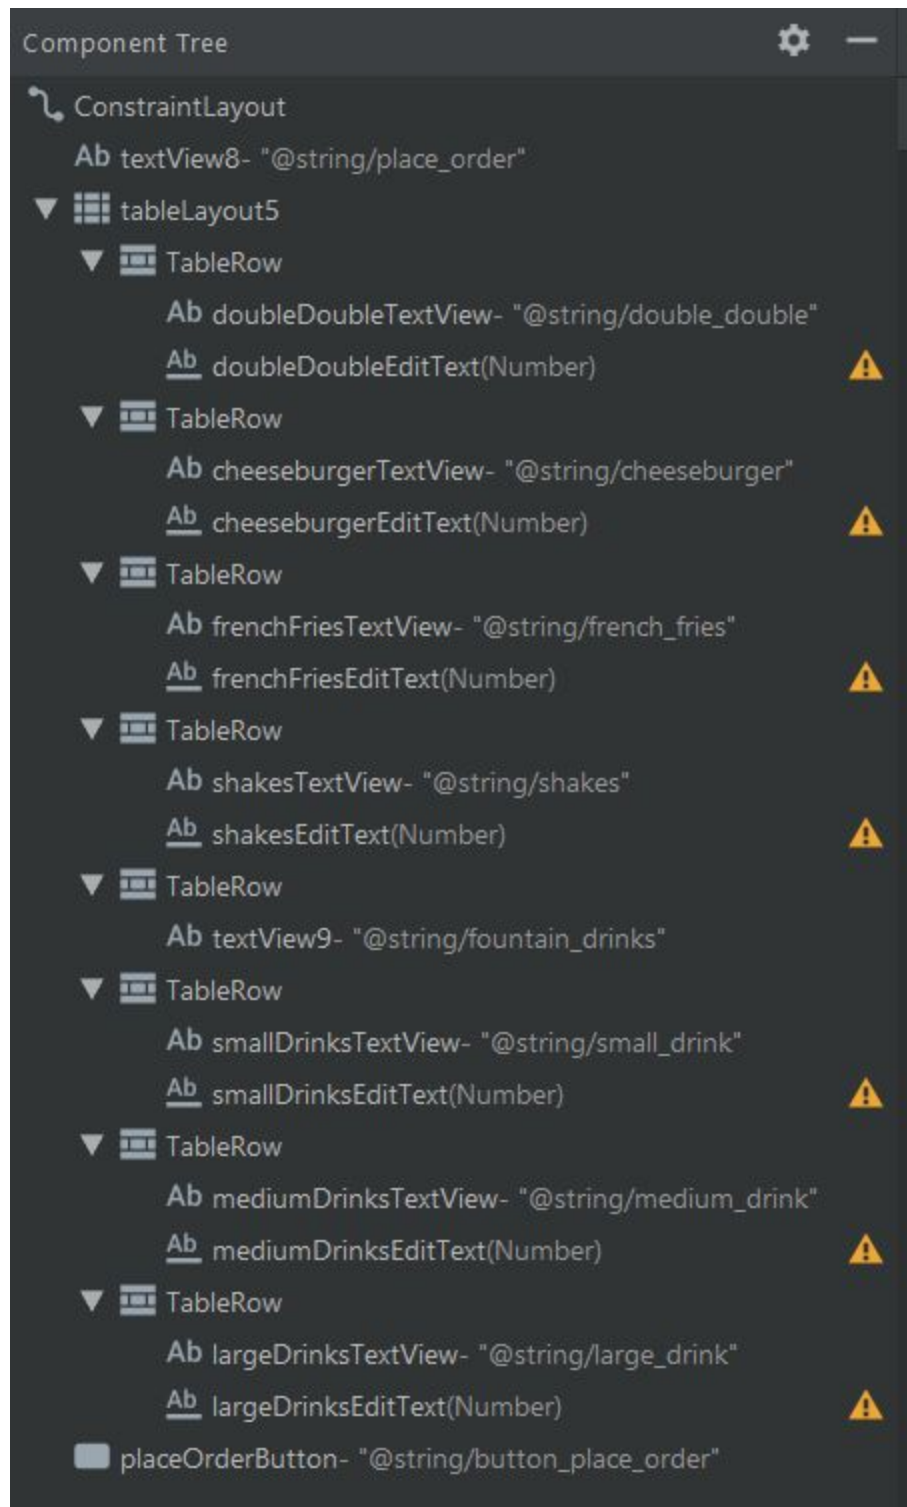 Component Tree
ConstraintLayout
Ab textView8- "@string/place_order"
tableLayout5
TableRow
Ab doubleDoubleTextView- "@string/double_double"
Ab doubleDoubleEditText(Number)
TableRow
Ab cheeseburgerTextView- "@string/cheeseburger"
Ab cheeseburgerEditText(Number)
TableRow
Ab frenchFriesTextView- "@string/french_fries"
Ab frenchFriesEditText(Number)
TableRow
Ab shakesTextView- "@string/shakes"
Ab shakesEditText(Number)
TableRow
Ab textView9- "@string/fountain_drinks"
TableRow
Ab smallDrinksTextView- "@string/small_drink"
Ab smallDrinksEditText(Number)
TableRow
Ab mediumDrinksTextView- "@string/medium_drink"
Ab mediumDrinksEditText(Number)
TableRow
Ab largeDrinksTextView- "@string/large_drink"
Ab largeDrinksEditText(Number)
placeOrderButton- "@string/button_place_order"